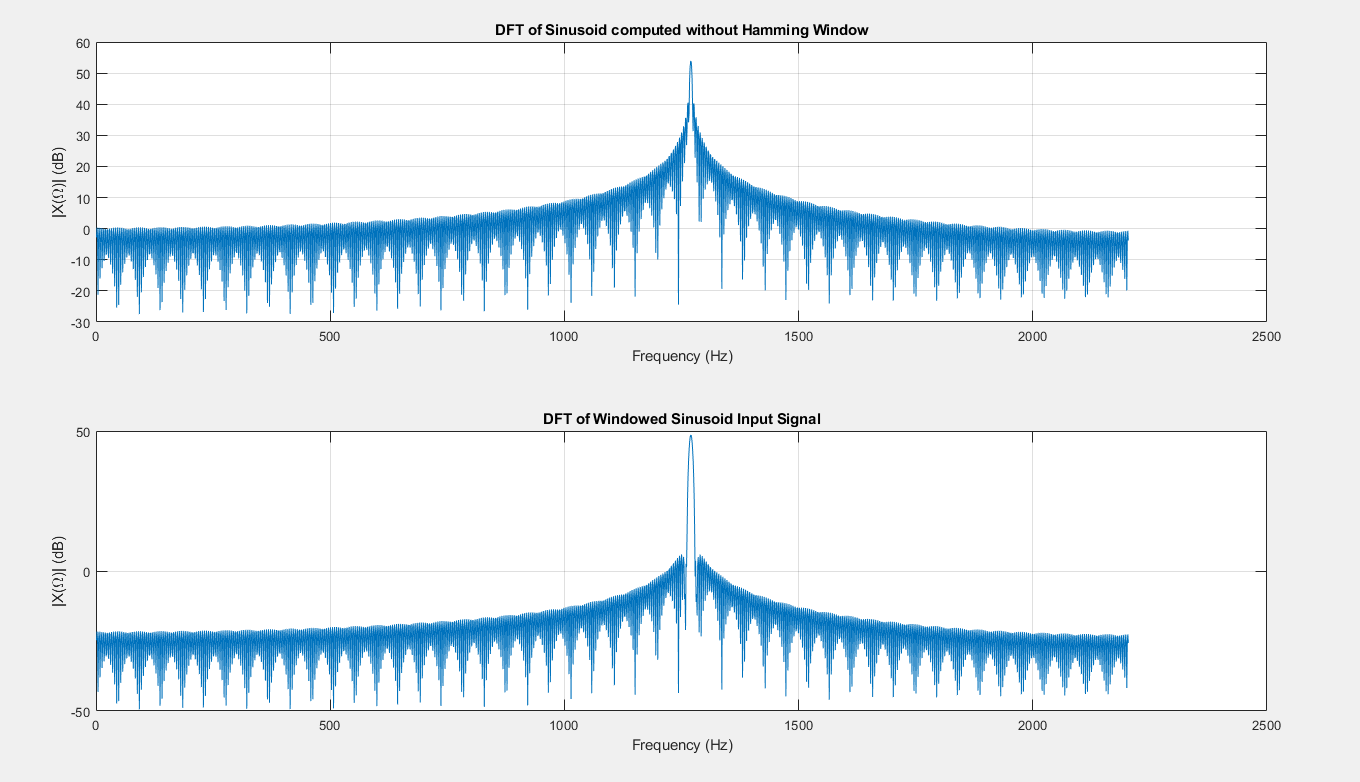 DFT of Sinusoid computed without Hamming Window
60
50
40
30
20
10
0
-10
-20
-30
|X(Ω)| (dB)
0 500 1000 1500 2000 2500
Frequency (Hz)
DFT of Windowed Sinusoid Input Signal
50
0
-50
|X(Ω)| (dB)
0 500 1000 1500 2000 2500
Frequency (Hz)